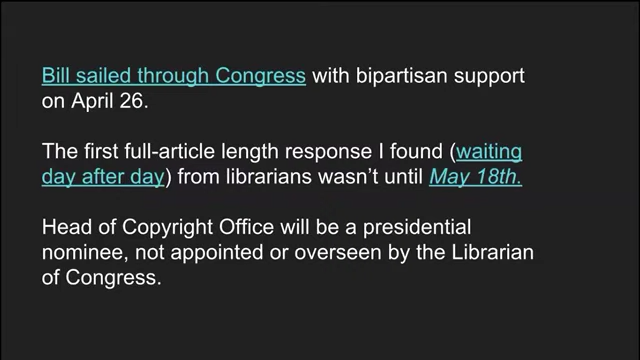 Bill sailed through Congress with bipartisan support
on April 26.
The first full-article length response I found (waiting
day after day) from librarians wasn't until May 18th.
Head of Copyright Office will be a presidential
nominee, not appointed or overseen by the Librarian
of Congress.